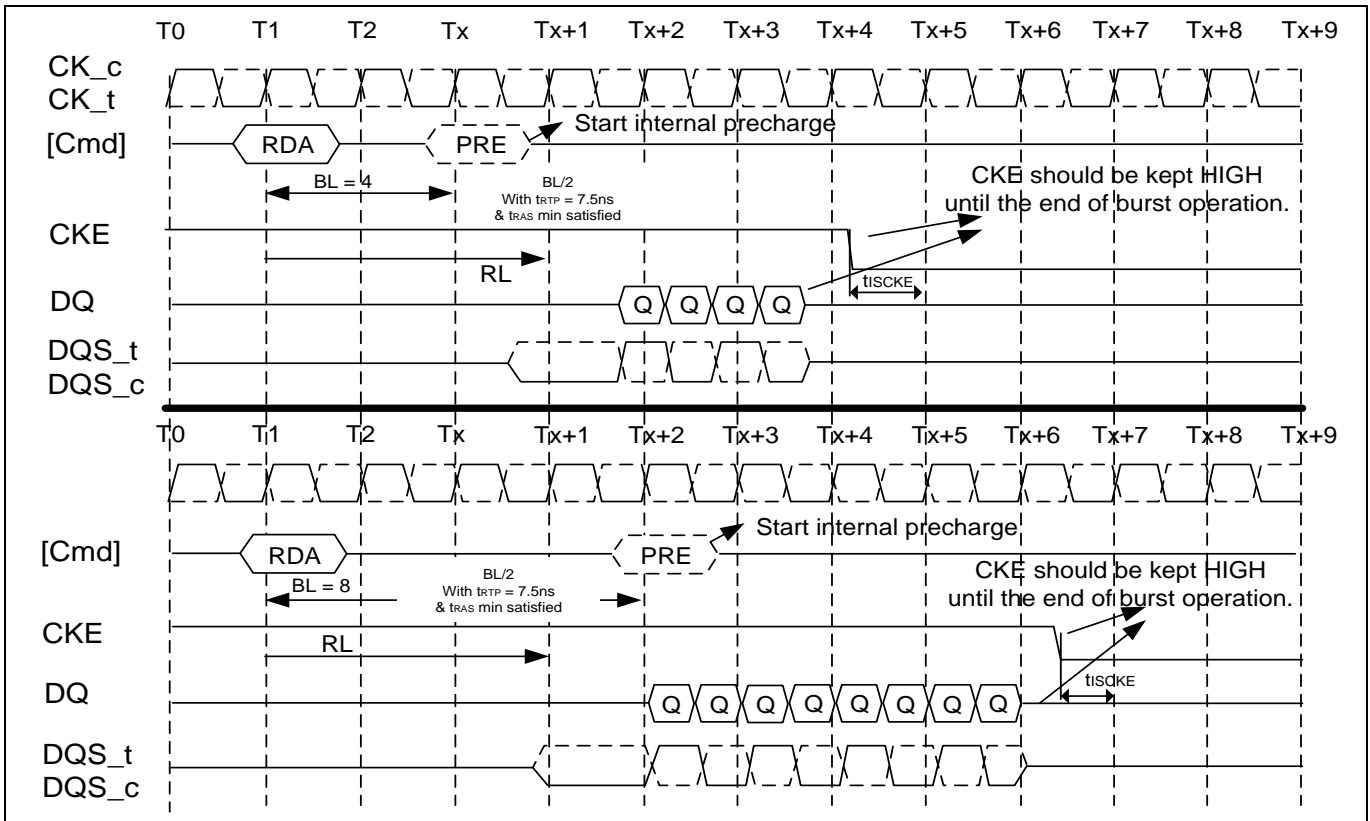 T0 T1 T2 Tx Tx+1 Tx+2 Tx+3 Tx+4 Tx+5 Tx+6 Tx+7 Tx+8 Tx+9
CK_c
CK_t
Start internal precharge
[Cmd] RDA PRE
CKE should be kept HIGH
until the end of burst operation.
BL = 4
BL/2
With tRTP = 7.5ns
& tRAS min satisfied
CKE
RL
tISCKE
DQ Q Q Q Q
DQS_t
DQS_c
T0 T1 T2 Tx Tx+1 Tx+2 Tx+3 Tx+4 Tx+5 Tx+6 Tx+7 Tx+8 Tx+9
Start internal precharge
[Cmd] RDA PRE
CKE should be kept HIGH
until the end of burst operation.
BL = 8
BL/2
With tRTP = 7.5ns
& tRAS min satisfied
CKE
RL
tISCKE
DQ Q Q Q Q Q Q Q Q
DQS_t
DQS_c